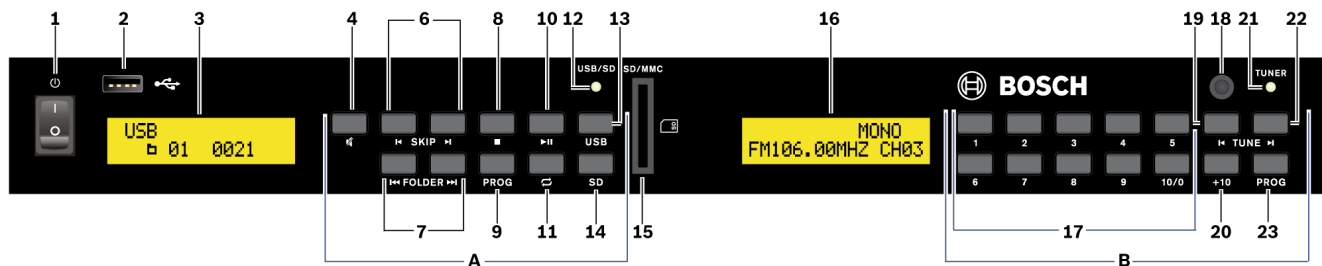 1 2 3 4 6 8 10 12 13 16 19 18 21 22
USB/SD SD/MMC TUNER
BOSCH
USB
01 0021
MONO
FM106.00MHZ CH03
SKIP USB 1 2 3 4 5 TUNE
SD
FOLDER PROG SD 6 7 8 9 10/0 +10 PROG
7 9 11 14 15 17 20 23
A B